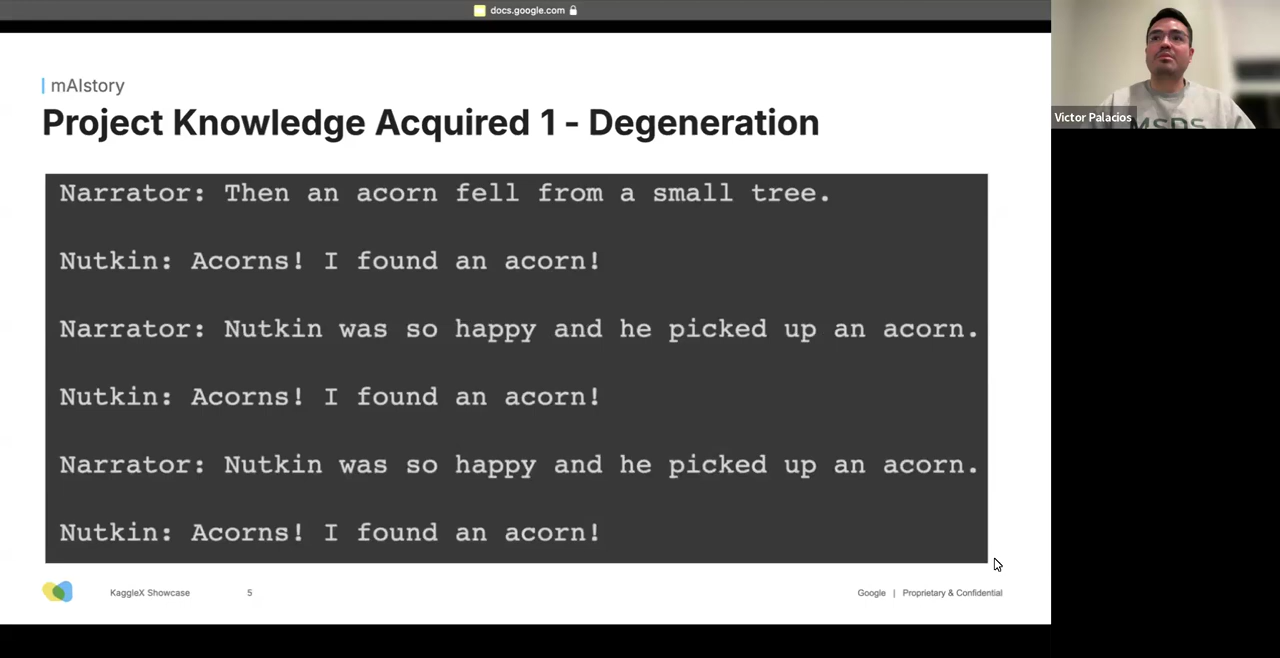 docs.google.com
mAIstory
Project Knowledge Acquired 1 - Degeneration
Narrator: Then an acorn fell from a small tree.
Nutkin: Acorns! I found an acorn!
Narrator: Nutkin was so happy and he picked up an acorn.
Nutkin: Acorns! I found an acorn!
Narrator: Nutkin was so happy and he picked up an acorn.
Nutkin: Acorns! I found an acorn!
KaggleX Showcase 5 Google | Proprietary & Confidential
Victor Palacios
MSDS